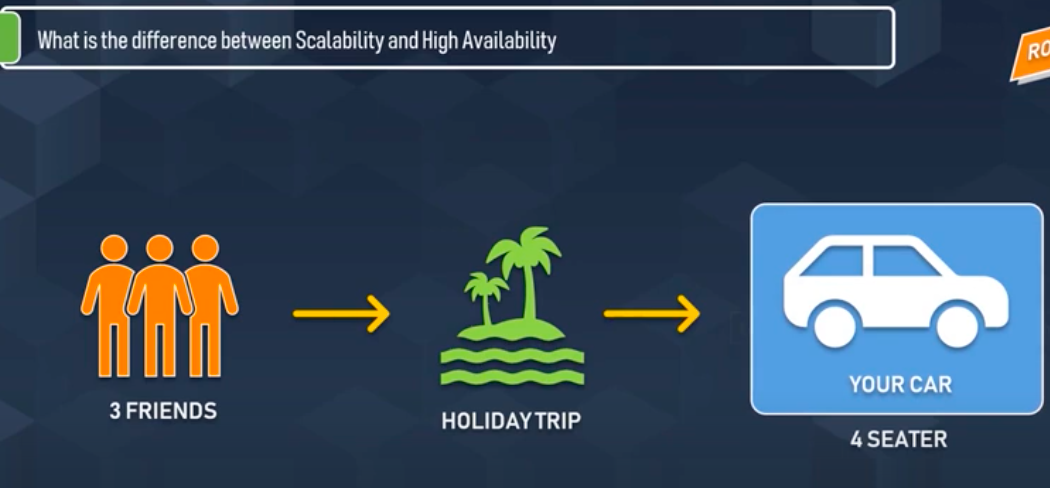 What is the difference between Scalability and High Availability
RO
3 FRIENDS
HOLIDAY TRIP
YOUR CAR
4 SEATER